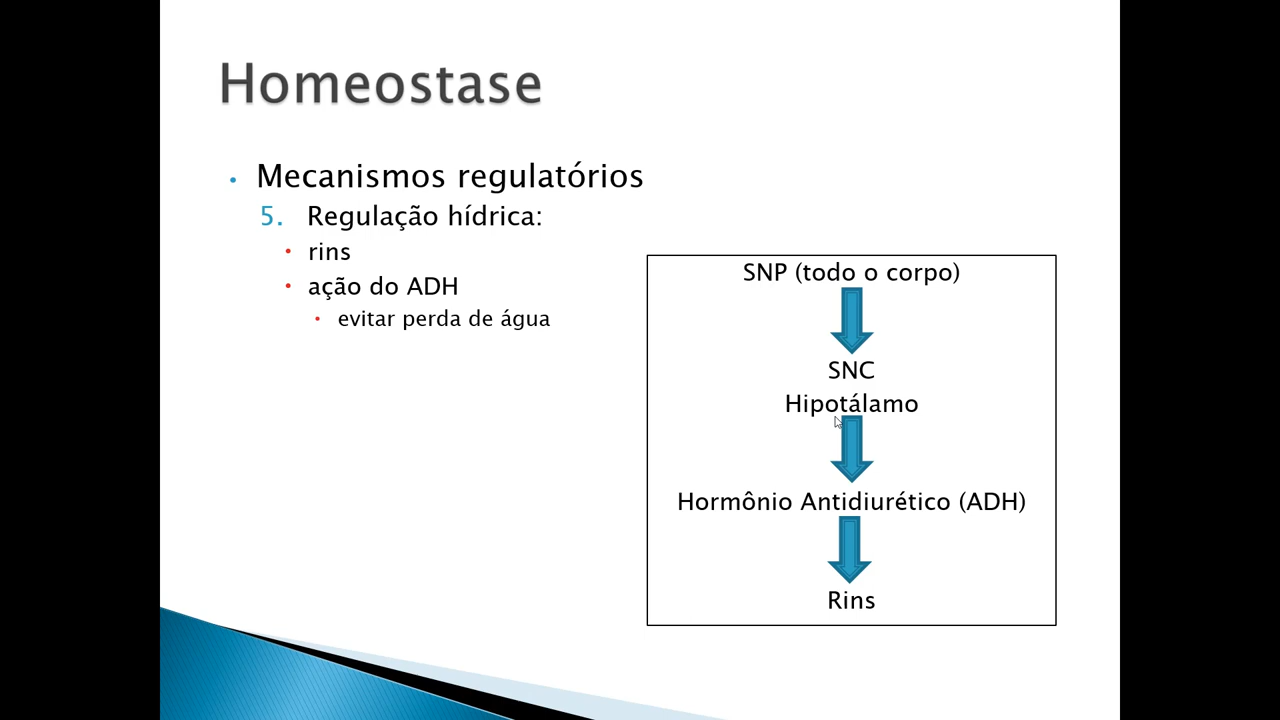 Homeostase
• Mecanismos regulatórios
5. Regulação hídrica:
• rins
• ação do ADH
• evitar perda de água
SNP (todo o corpo)
SNC
Hipotálamo
Hormônio Antidiurético (ADH)
Rins